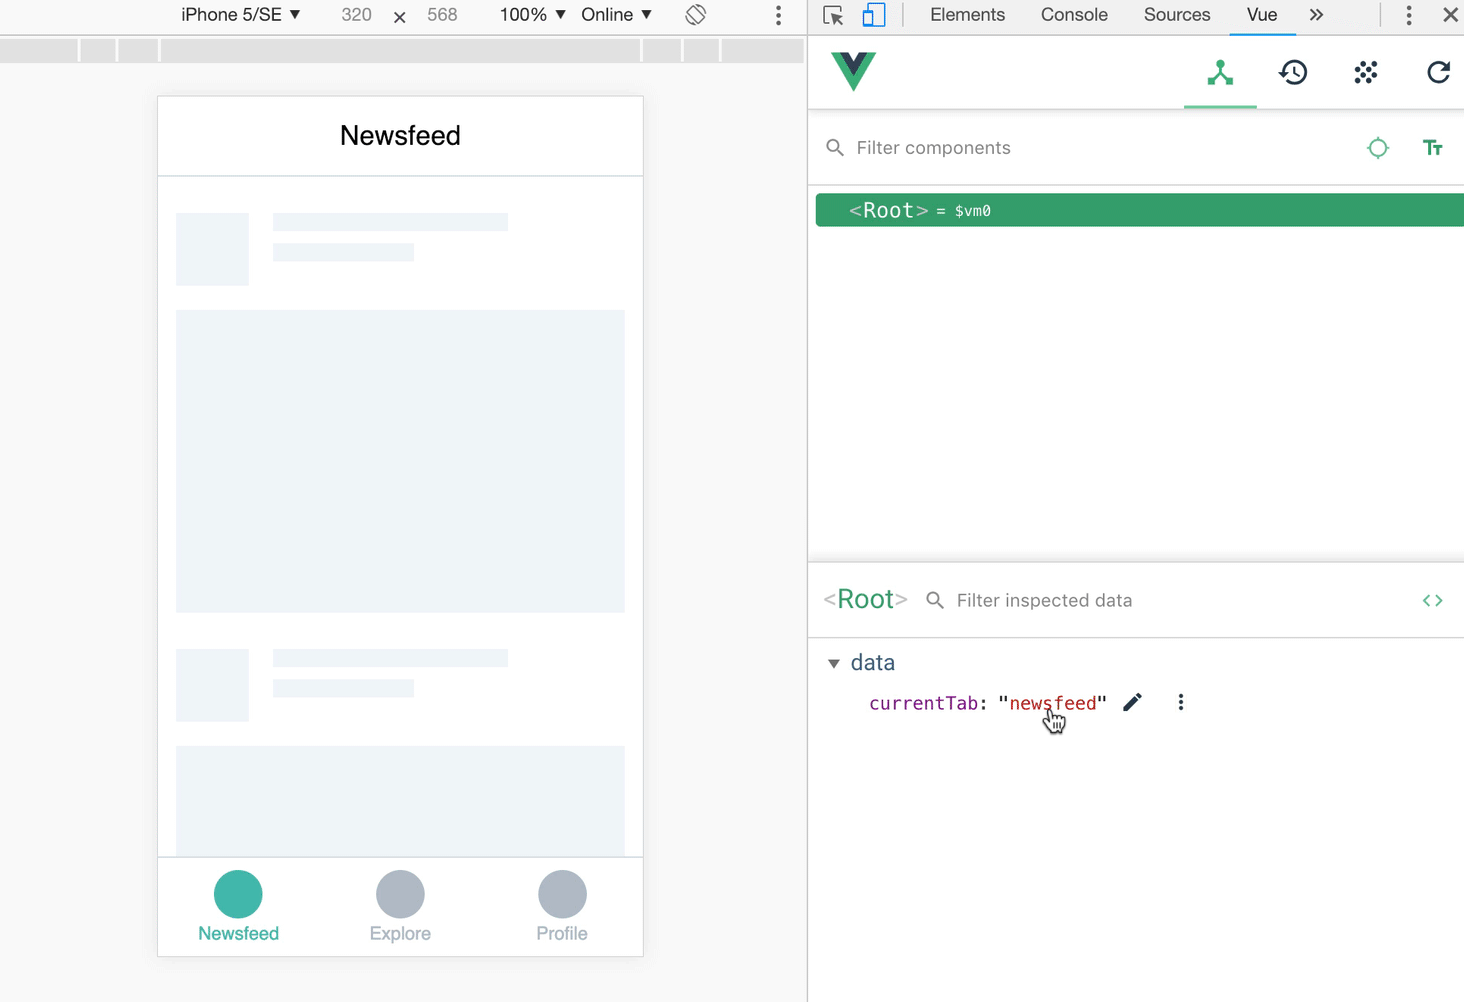 iPhone 5/SE ▼ 320 × 568 100% ▼ Online ▼
Elements Console Sources Vue »
Filter components
<Root> = $vm0
Newsfeed
<Root> Filter inspected data
data
currentTab: "newsfeed"
Newsfeed Explore Profile